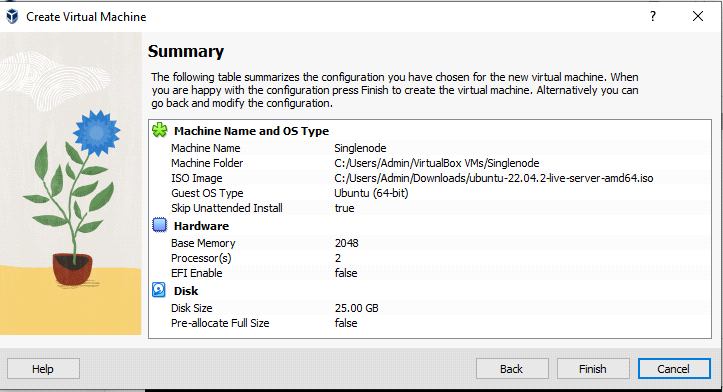 Create Virtual Machine
?
Summary
The following table summarizes the configuration you have chosen for the new virtual machine. When
you are happy with the configuration press Finish to create the virtual machine. Alternatively you can
go back and modify the configuration.
Machine Name and OS Type
Machine Name Singlenode
Machine Folder C:/Users/Admin/VirtualBox VMs/Singlenode
ISO Image C:/Users/Admin/Downloads/ubuntu-22.04.2-live-server-amd64.iso
Guest OS Type Ubuntu (64-bit)
Skip Unattended Install true
Hardware
Base Memory 2048
Processor(s) 2
EFI Enable false
Disk
Disk Size 25.00 GB
Pre-allocate Full Size false
Help Back Finish Cancel